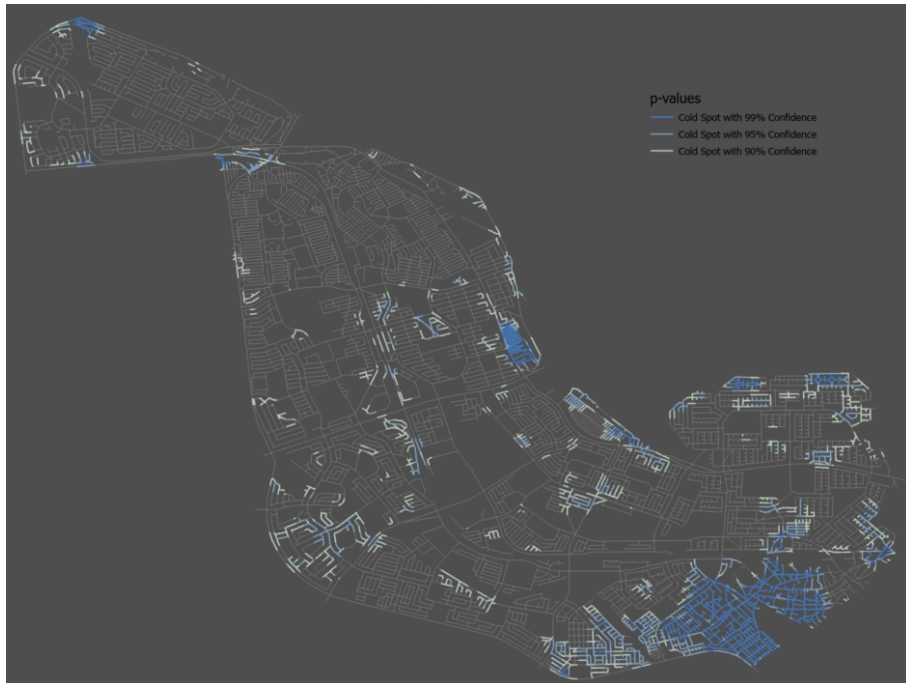 p-values
Cold Spot with 99% Confidence
Cold Spot with 95% Confidence
Cold Spot with 90% Confidence